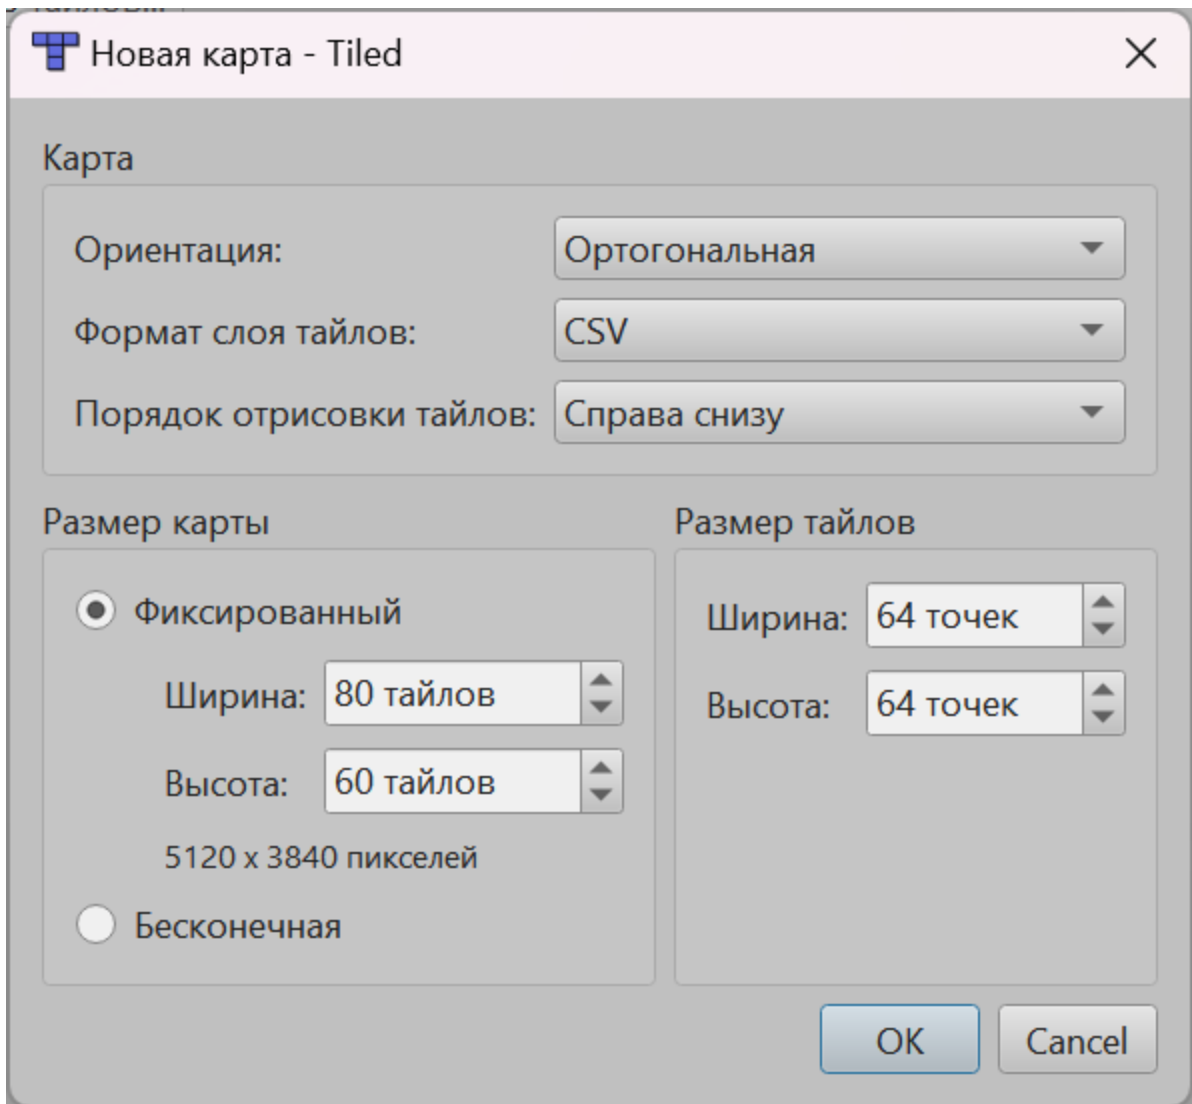 Новая карта - Tiled
Карта
Ориентация: Ортогональная
Формат слоя тайлов: CSV
Порядок отрисовки тайлов: Справа снизу
Размер карты
Фиксированный
Ширина: 80 тайлов
Высота: 60 тайлов
5120 x 3840 пикселей
Бесконечная
Размер тайлов
Ширина: 64 точек
Высота: 64 точек
OK
Cancel